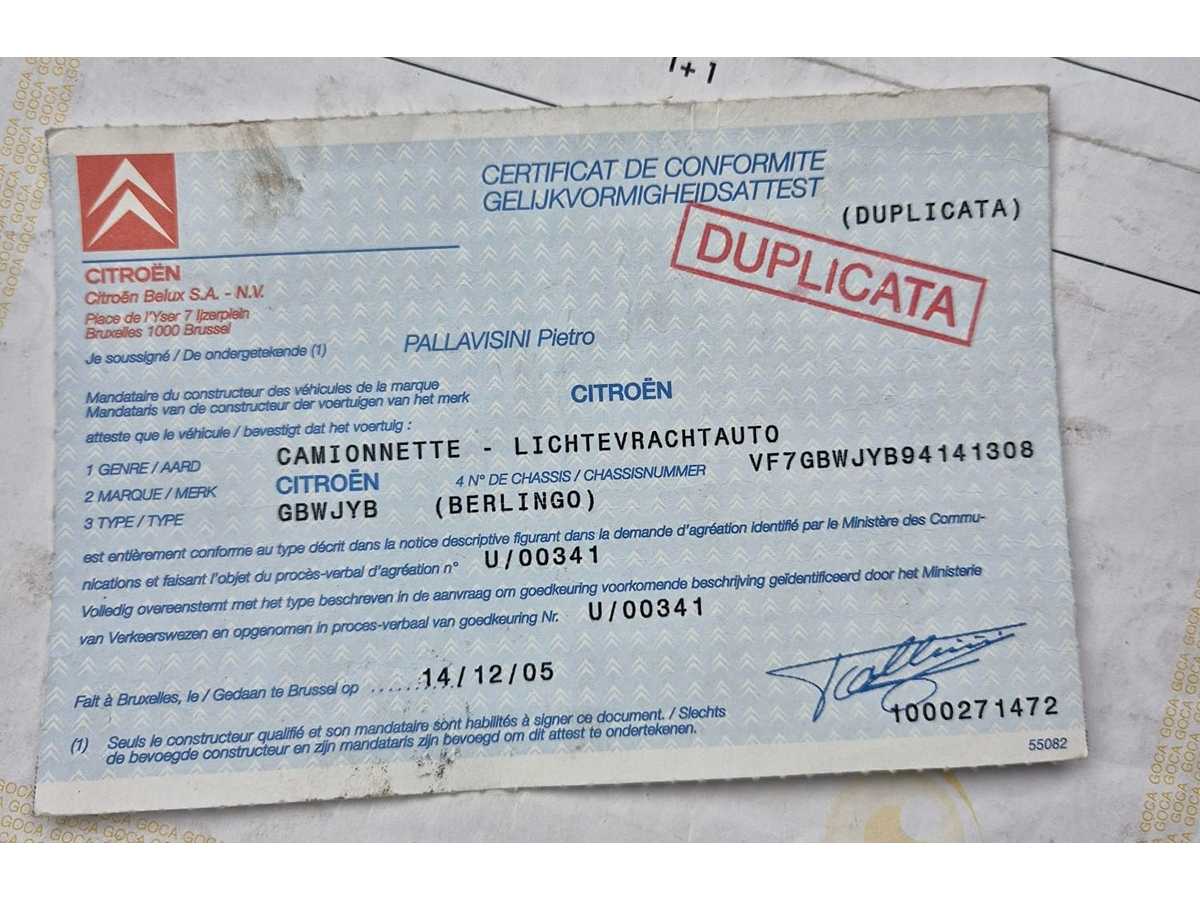 1+1
CERTIFICAT DE CONFORMITE
GELIJKVORMIGHEIDSATTEST
(DUPLICATA)
DUPLICATA
CITROËN
Citroën Belux S.A. - N.V.
Place de l'Yser 7 Ijzerplein
Bruxelles 1000 Brussel
Je soussigné / De ondergetekende (1) PALLAVISINI Pietro
Mandataire du constructeur des véhicules de la marque
Mandataris van de constructeur der voertuigen van het merk CITROËN
atteste que le véhicule / bevestigt dat het voertuig :
1 GENRE / AARD CAMIONNETTE - LICHTEVRACHTAUTO
2 MARQUE / MERK CITROËN 4 N° DE CHASSIS / CHASSISNUMMER VF7GBWJYB94141308
3 TYPE / TYPE GBWJYB (BERLINGO)
est entièrement conforme au type décrit dans la notice descriptive figurant dans la demande d'agréation identifié par le Ministère des Commu-
nications et faisant l'objet du procès-verbal d'agréation n° U/00341
Volledig overeenstemt met het type beschreven in de aanvraag om goedkeuring voorkomende beschrijving geïdentificeerd door het Ministerie
van Verkeerswezen en opgenomen in proces-verbaal van goedkeuring Nr. U/00341
Fait à Bruxelles, le / Gedaan te Brussel op .......... 14/12/05
1000271472
(1) Seuls le constructeur qualifié et son mandataire sont habilités à signer ce document. / Slechts
de bevoegde constructeur en zijn mandataris zijn bevoegd om dit attest te ondertekenen.
55082
GOCA GOCA GOCA GOCA